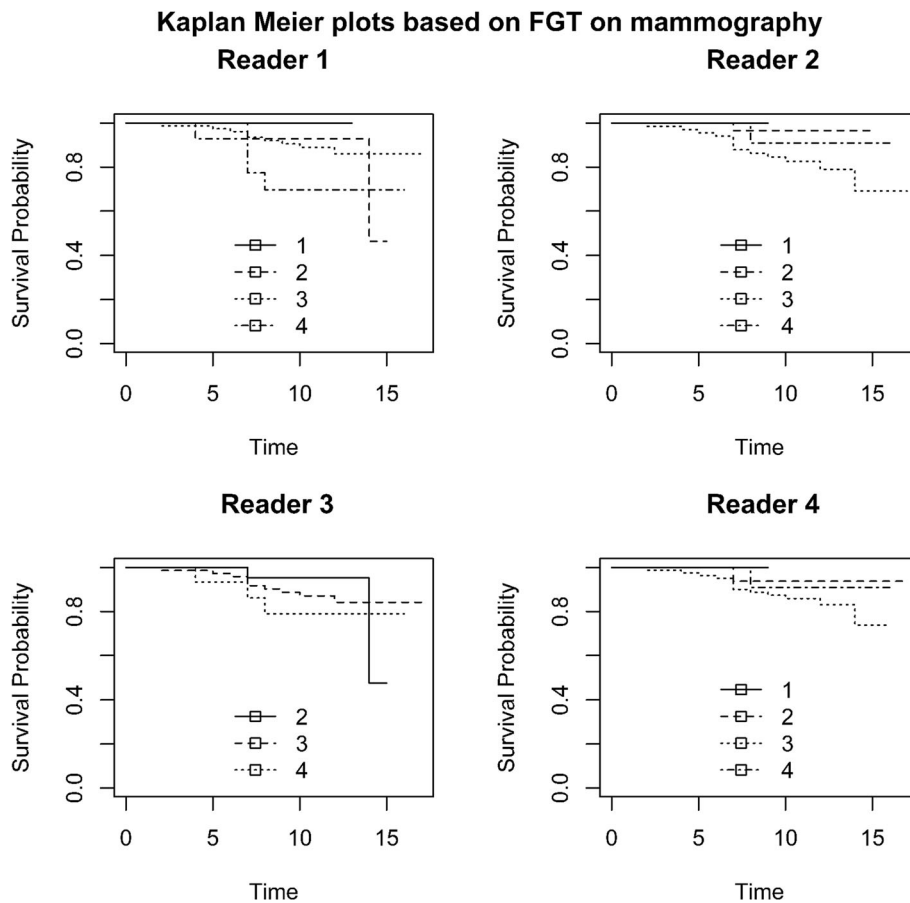 Kaplan Meier plots based on FGT on mammography
Reader 1
Survival Probability
0.8
0.4
0.0
1
2
3
4
0 5 10 15
Time
Reader 2
Survival Probability
0.8
0.4
0.0
1
2
3
4
0 5 10 15
Time
Reader 3
Survival Probability
0.8
0.4
0.0
2
3
4
0 5 10 15
Time
Reader 4
Survival Probability
0.8
0.4
0.0
1
2
3
4
0 5 10 15
Time